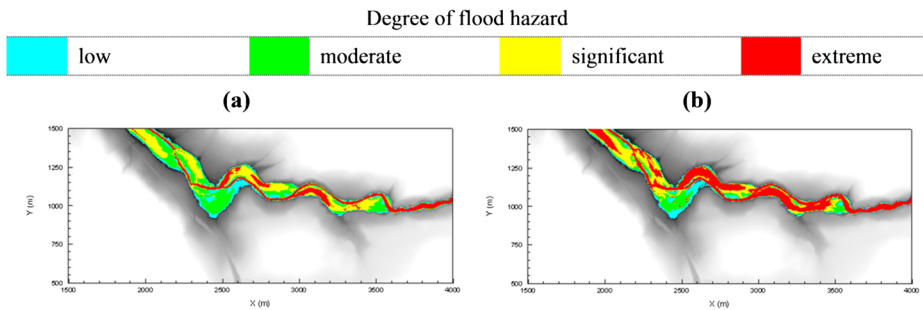 Degree of flood hazard
low moderate significant extreme
(a) (b)
1500 1500
1250 1250
1000 1000
750 750
500 500
Y (m) Y (m)
1500 2000 2500 3000 3500 4000 1500 2000 2500 3000 3500 4000
X (m) X (m)